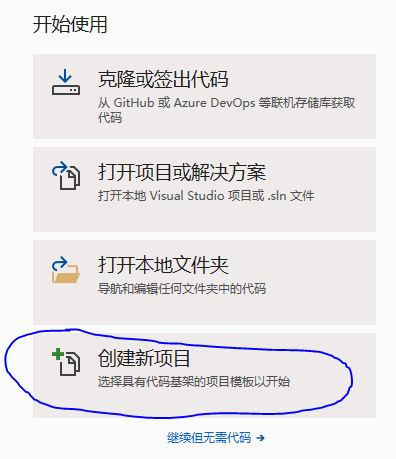 开始使用
克隆或签出代码
从 GitHub 或 Azure DevOps 等联机存储库获取
代码
打开项目或解决方案
打开本地 Visual Studio 项目或 .sln 文件
打开本地文件夹
导航和编辑任何文件夹中的代码
创建新项目
选择具有代码基架的项目模板以开始
继续但无需代码 →